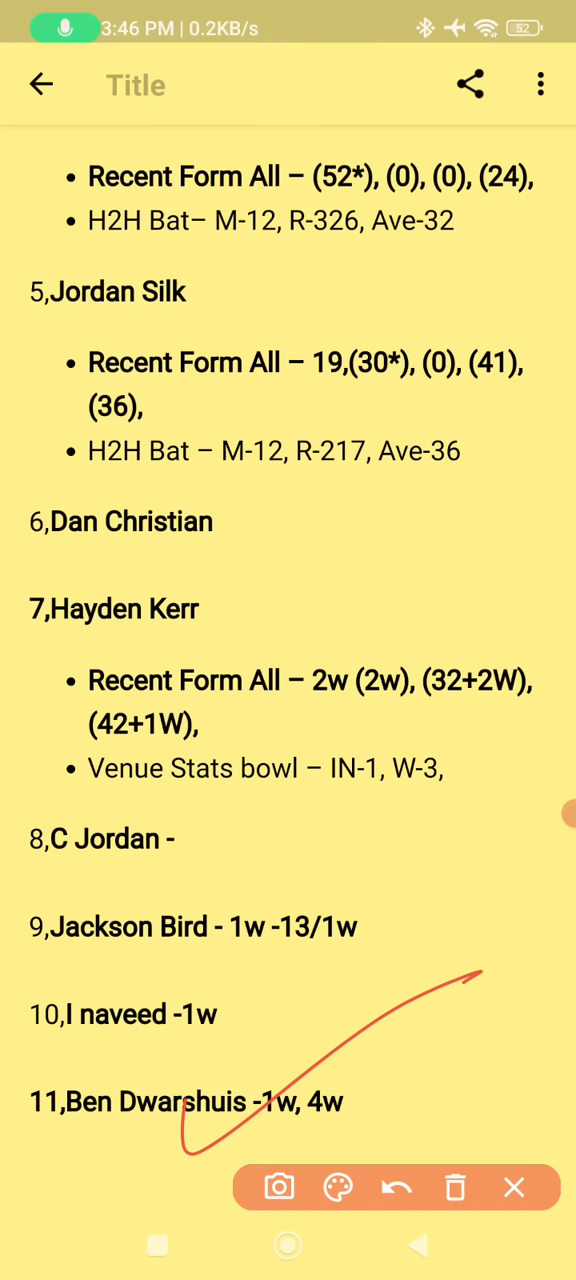 3:46 PM | 0.2KB/s 52
Title
• Recent Form All – (52*), (0), (0), (24),
• H2H Bat– M-12, R-326, Ave-32
5,Jordan Silk
• Recent Form All – 19,(30*), (0), (41),
(36),
• H2H Bat – M-12, R-217, Ave-36
6,Dan Christian
7,Hayden Kerr
• Recent Form All – 2w (2w), (32+2W),
(42+1W),
• Venue Stats bowl – IN-1, W-3,
8,C Jordan -
9,Jackson Bird - 1w -13/1w
10,I naveed -1w
11,Ben Dwarshuis -1w, 4w